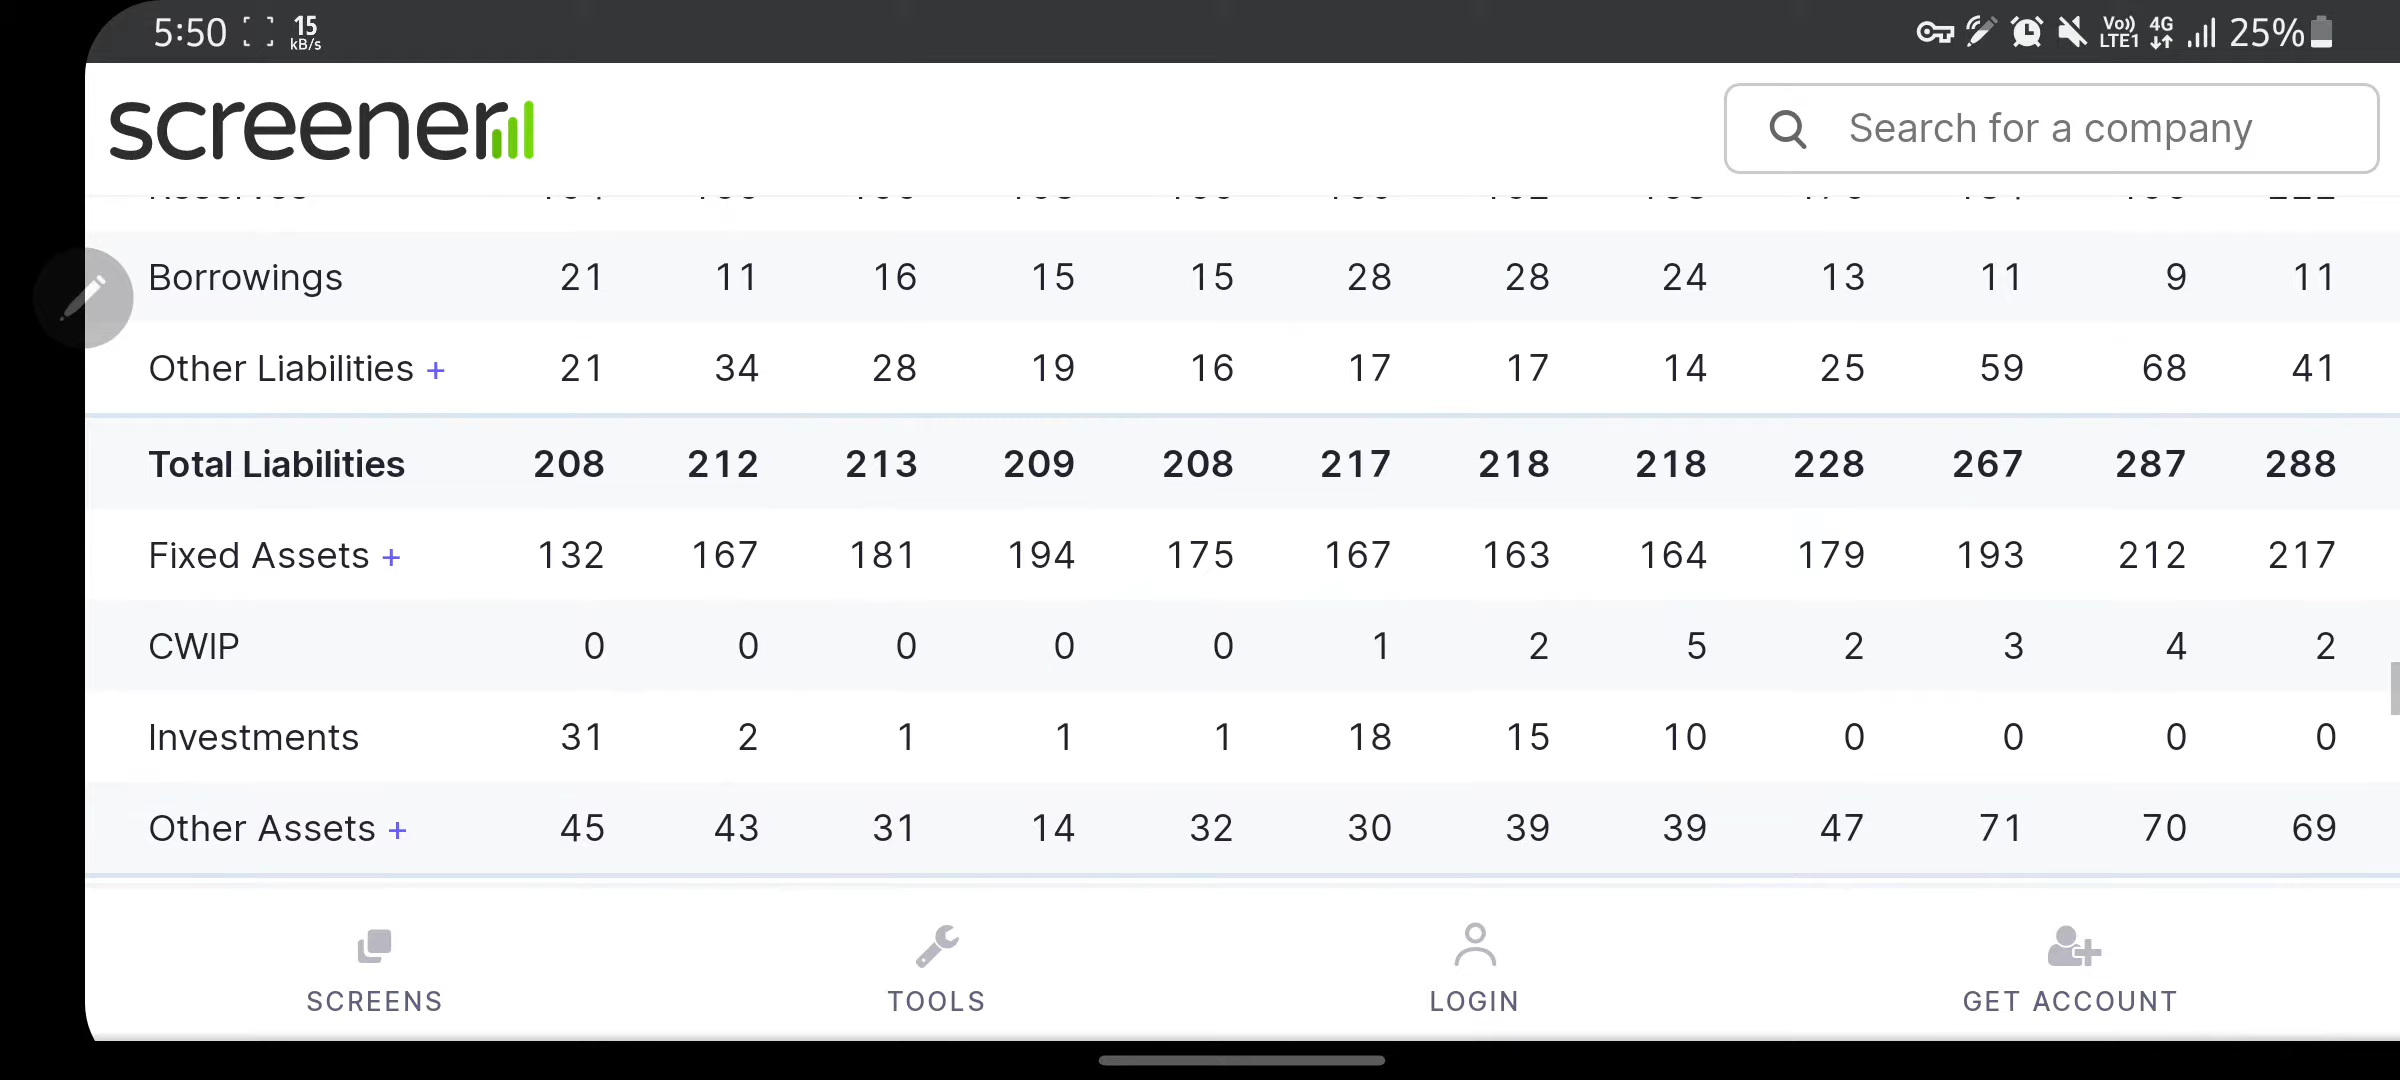 5:50 15 kB/s Vo)) LTE1 4G 25%
screener
Search for a company
Borrowings 21 11 16 15 15 28 28 24 13 11 9 11
Other Liabilities + 21 34 28 19 16 17 17 14 25 59 68 41
Total Liabilities 208 212 213 209 208 217 218 218 228 267 287 288
Fixed Assets + 132 167 181 194 175 167 163 164 179 193 212 217
CWIP 0 0 0 0 0 1 2 5 2 3 4 2
Investments 31 2 1 1 1 18 15 10 0 0 0 0
Other Assets + 45 43 31 14 32 30 39 39 47 71 70 69
SCREENS TOOLS LOGIN GET ACCOUNT